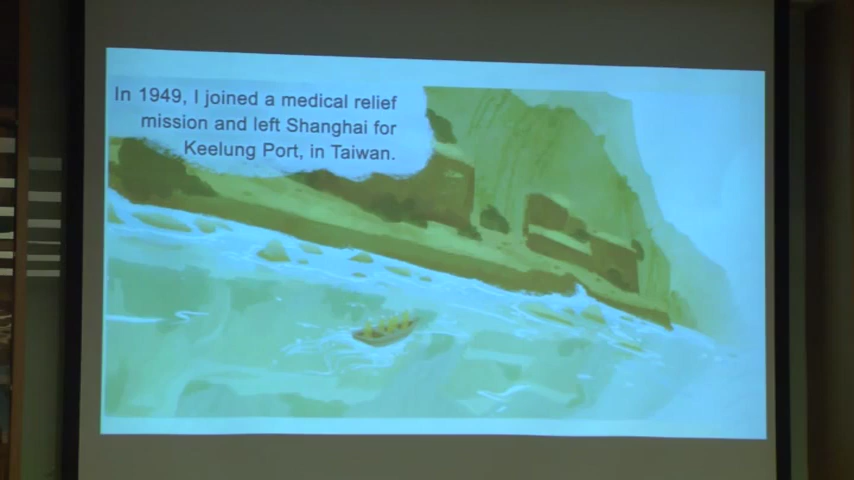 In 1949, I joined a medical relief
mission and left Shanghai for
Keelung Port, in Taiwan.